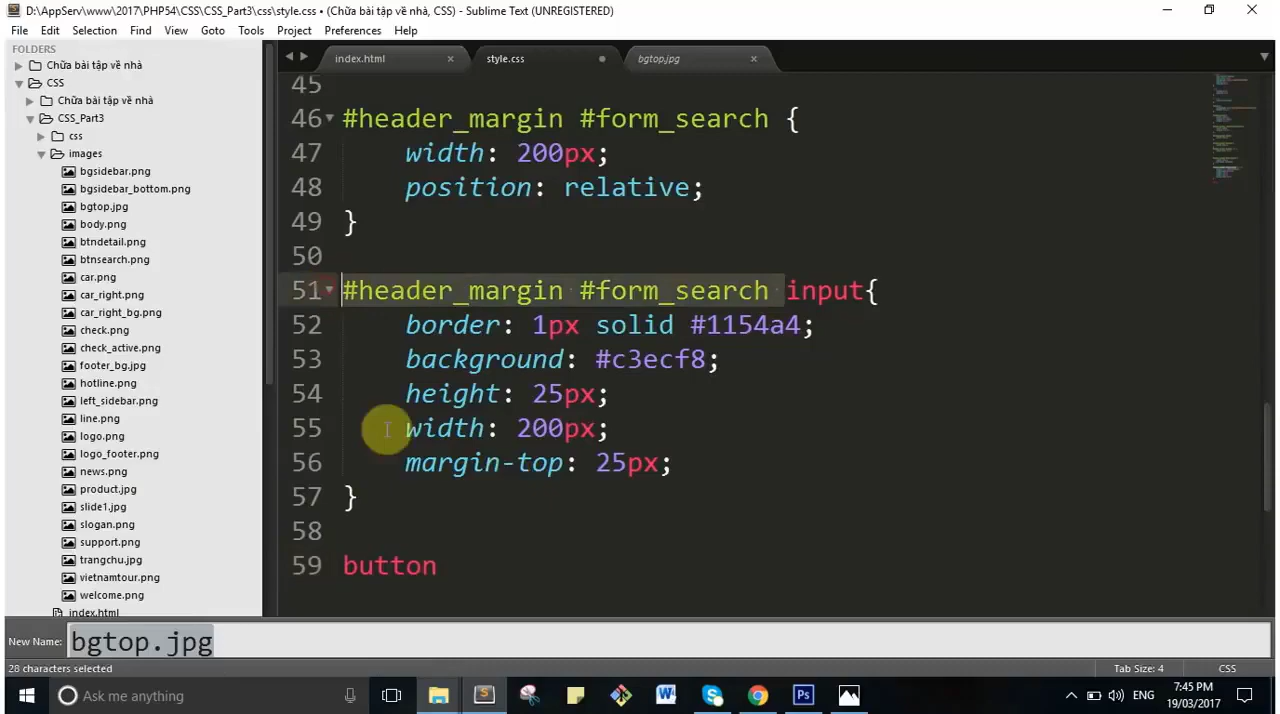 D:\AppServ\www\2017\PHP54\CSS\CSS_Part3\css\style.css • (Chữa bài tập về nhà, CSS) - Sublime Text (UNREGISTERED)
File Edit Selection Find View Goto Tools Project Preferences Help
FOLDERS
Chữa bài tập về nhà
CSS
Chữa bài tập về nhà
CSS_Part3
css
images
bgsidebar.png
bgsidebar_bottom.png
bgtop.jpg
body.png
btndetail.png
btnsearch.png
car.png
car_right.png
car_right_bg.png
check.png
check_active.png
footer_bg.jpg
hotline.png
left_sidebar.png
line.png
logo.png
logo_footer.png
news.png
product.jpg
slide1.jpg
slogan.png
support.png
trangchu.jpg
vietnamtour.png
welcome.png
index.html
index.html style.css bgtop.jpg
45
46 #header_margin #form_search {
47 width: 200px;
48 position: relative;
49 }
50
51 #header_margin #form_search input{
52 border: 1px solid #1154a4;
53 background: #c3ecf8;
54 height: 25px;
55 width: 200px;
56 margin-top: 25px;
57 }
58
59 button
New Name: bgtop.jpg
28 characters selected Tab Size: 4 CSS
Ask me anything
ENG
7:45 PM
19/03/2017